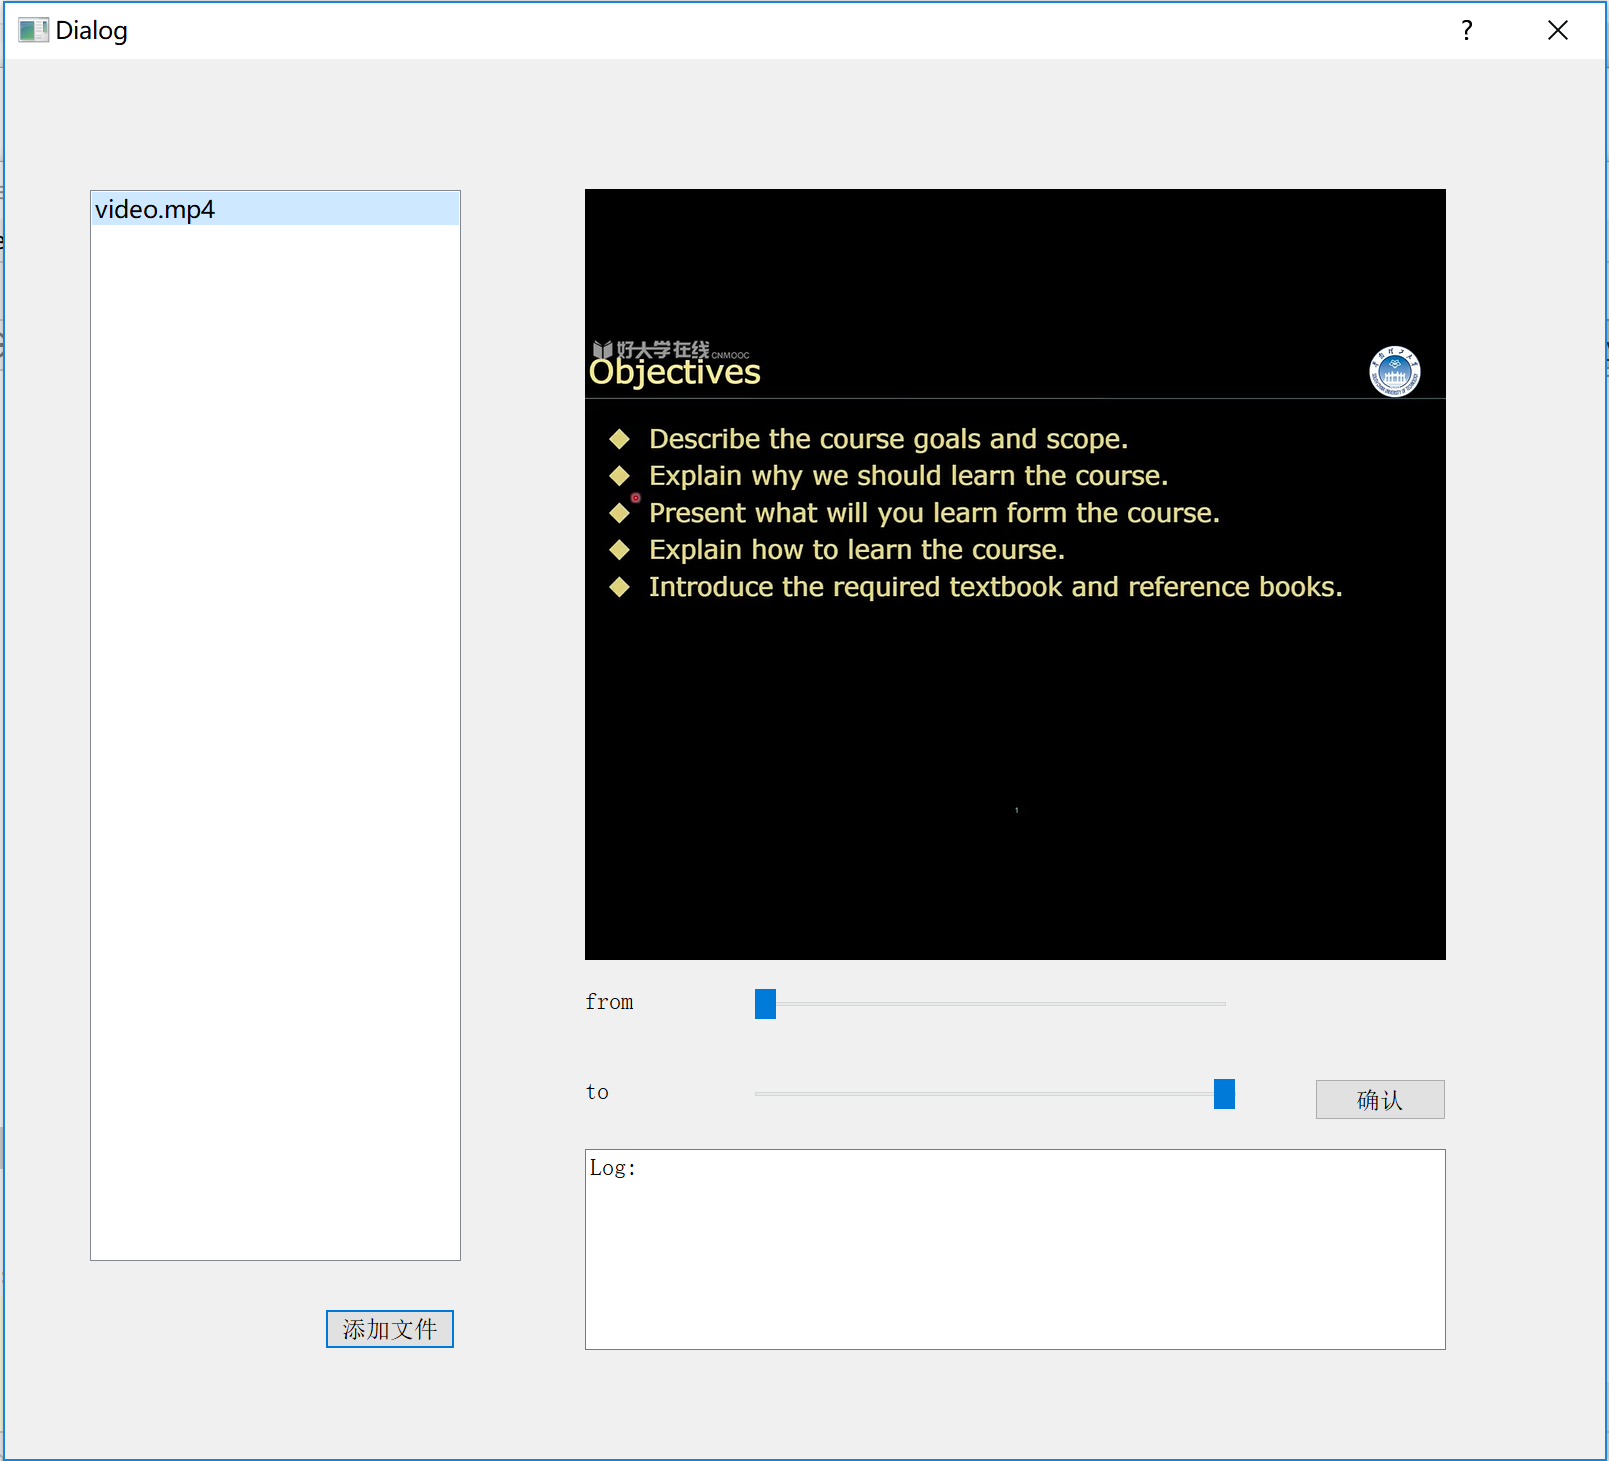 Dialog
?
video.mp4
好大学在线 CNMOOC
Objectives
Describe the course goals and scope.
Explain why we should learn the course.
Present what will you learn form the course.
Explain how to learn the course.
Introduce the required textbook and reference books.
1
from
to
确认
Log:
添加文件